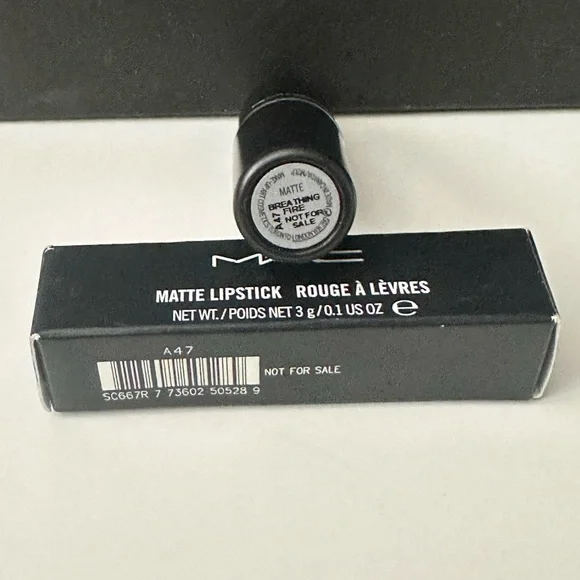 MATTE
BREATHING
FIRE
A47 NOT FOR
SALE
MAC
MATTE LIPSTICK ROUGE À LÈVRES
NET WT./POIDS NET 3 g/0.1 US OZ e
A47
NOT FOR SALE
SC667R 7 73602 50528 9